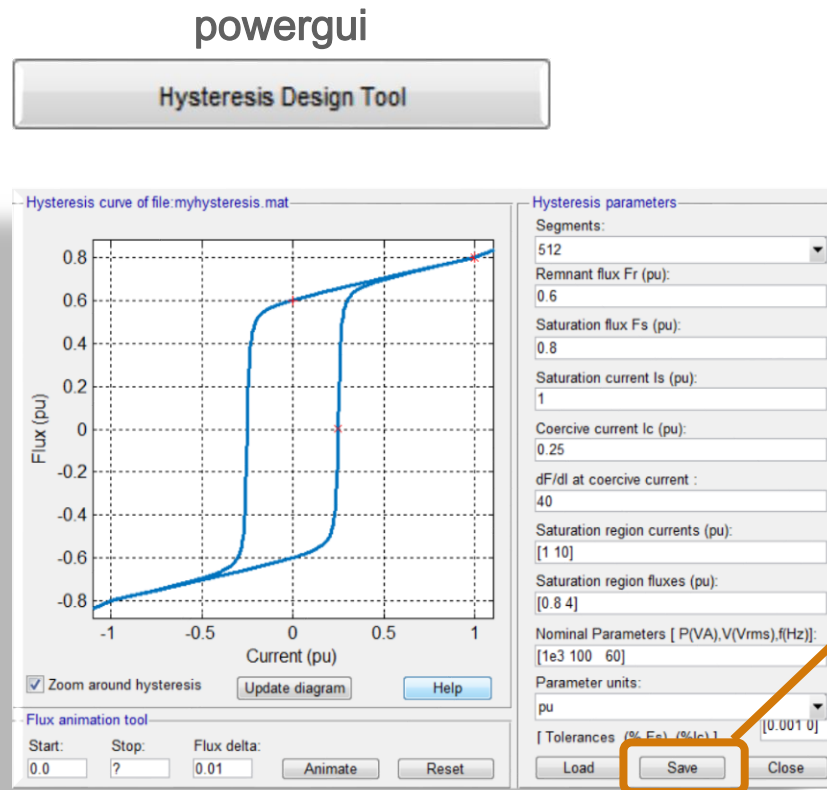 powergui
Hysteresis Design Tool
Hysteresis curve of file:myhysteresis.mat
0.8
0.6
0.4
0.2
0
-0.2
-0.4
-0.6
-0.8
-1
-0.5
0
0.5
1
Flux (pu)
Current (pu)
Zoom around hysteresis
Update diagram
Help
Flux animation tool
Start:
Stop:
Flux delta:
0.0
?
0.01
Animate
Reset
Hysteresis parameters
Segments:
512
Remnant flux Fr (pu):
0.6
Saturation flux Fs (pu):
0.8
Saturation current Is (pu):
1
Coercive current Ic (pu):
0.25
dF/dI at coercive current :
40
Saturation region currents (pu):
[1 10]
Saturation region fluxes (pu):
[0.8 4]
Nominal Parameters [ P(VA),V(Vrms),f(Hz)]:
[1e3 100 60]
Parameter units:
pu
[ Tolerances (% Fs) (%Ic) ]
[0.001 0]
Load
Save
Close